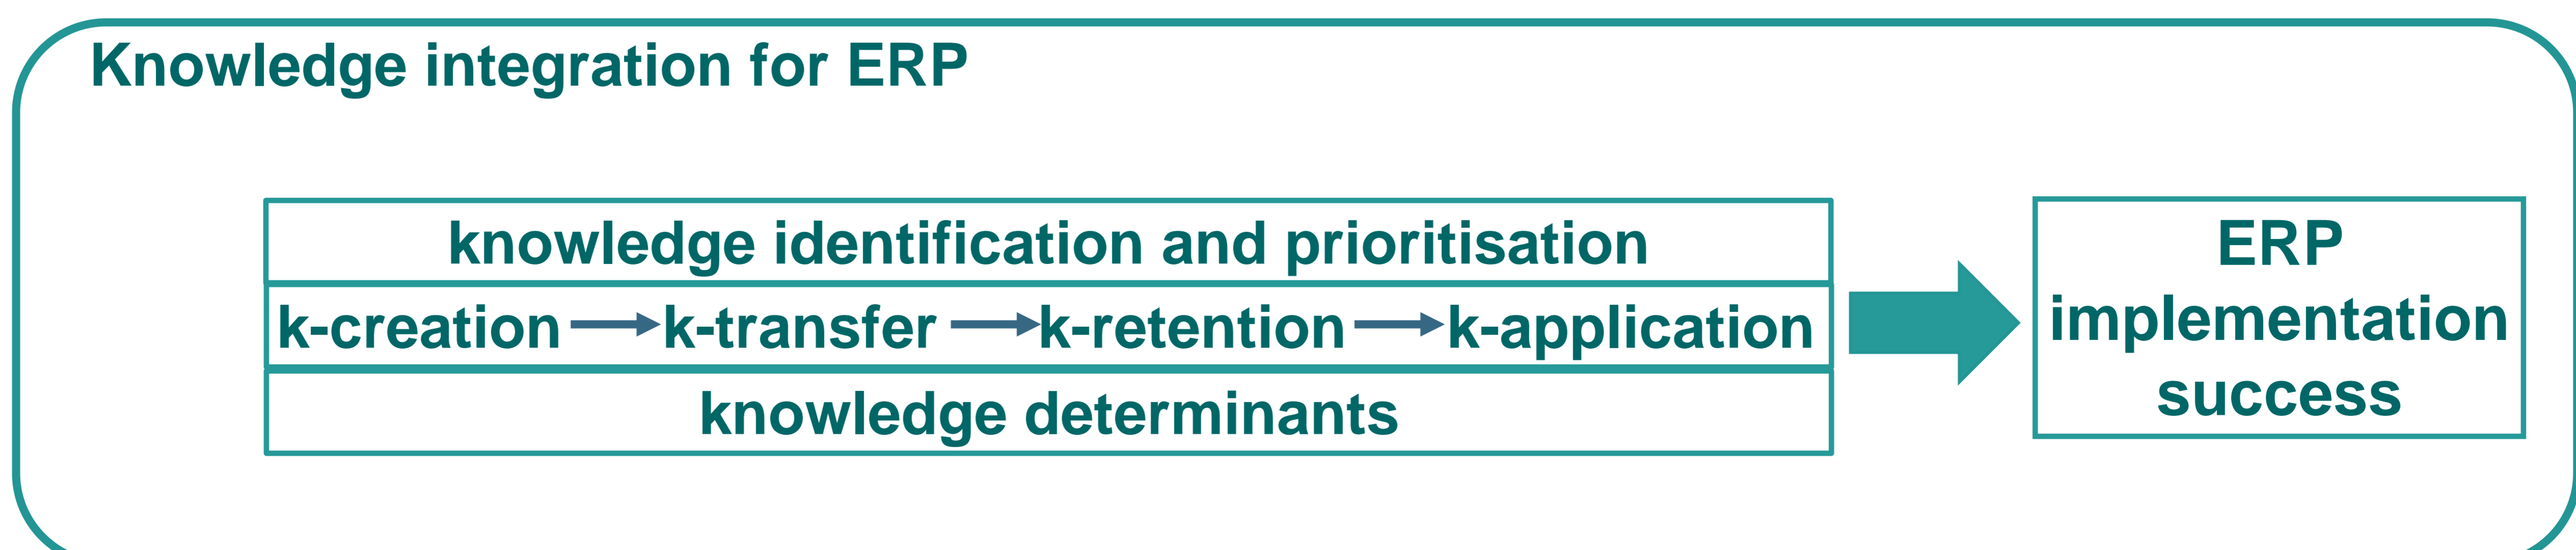 Knowledge integration for ERP
knowledge identification and prioritisation
k-creation k-transfer k-retention k-application
knowledge determinants
ERP
implementation
success